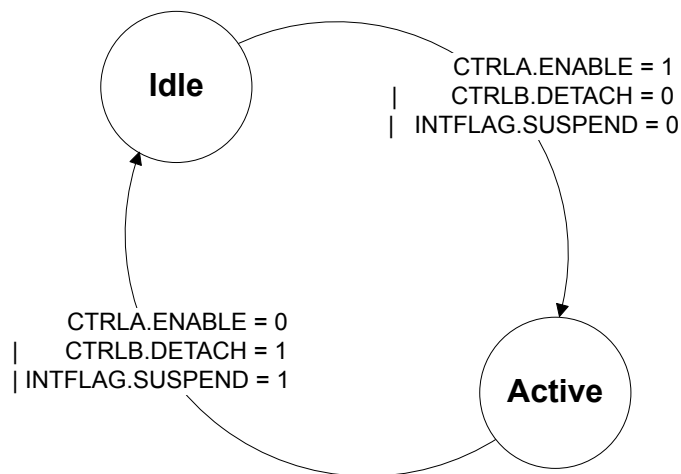 Idle
CTRLA.ENABLE = 1
| CTRLB.DETACH = 0
| INTFLAG.SUSPEND = 0
CTRLA.ENABLE = 0
| CTRLB.DETACH = 1
| INTFLAG.SUSPEND = 1
Active